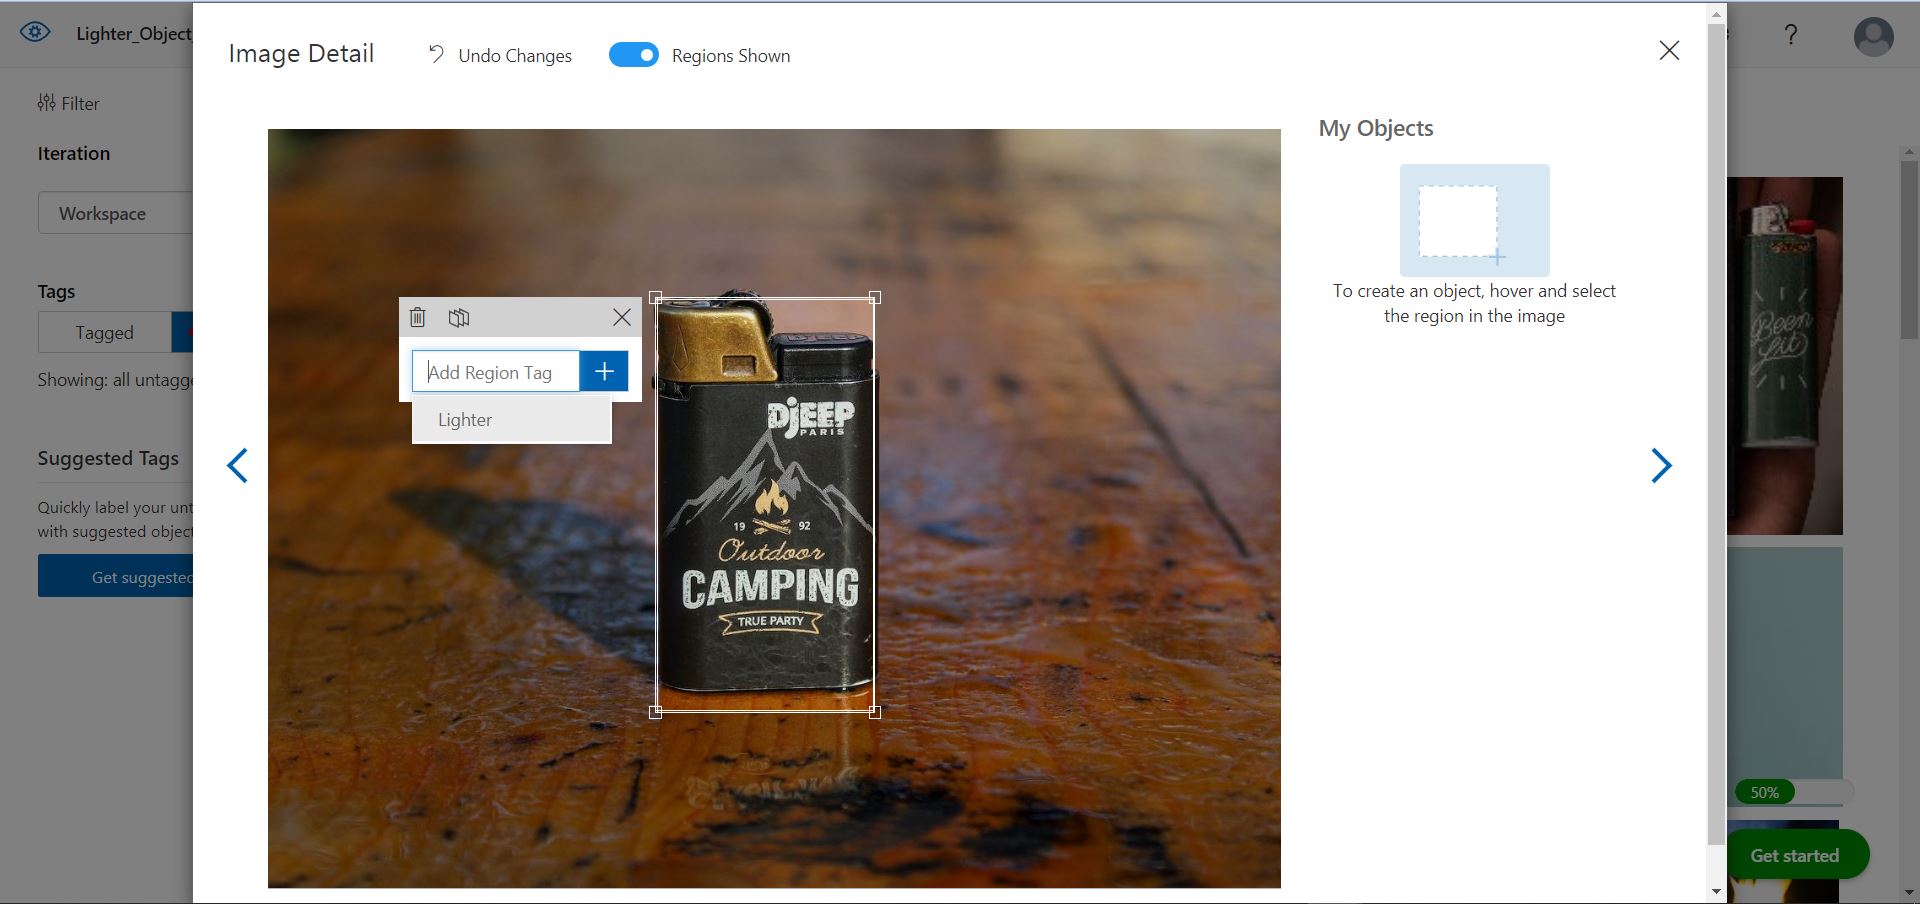 Lighter_Object
Image Detail
Undo Changes
Regions Shown
?
Filter
Iteration
Workspace
Tags
Tagged
Showing: all untagge
Suggested Tags
Quickly label your unt
with suggested object
Get suggested
Add Region Tag
Lighter
DJEEP
PARIS
19 92
Outdoor
CAMPING
TRUE PARTY
My Objects
To create an object, hover and select
the region in the image
Been
Lit
50%
Get started